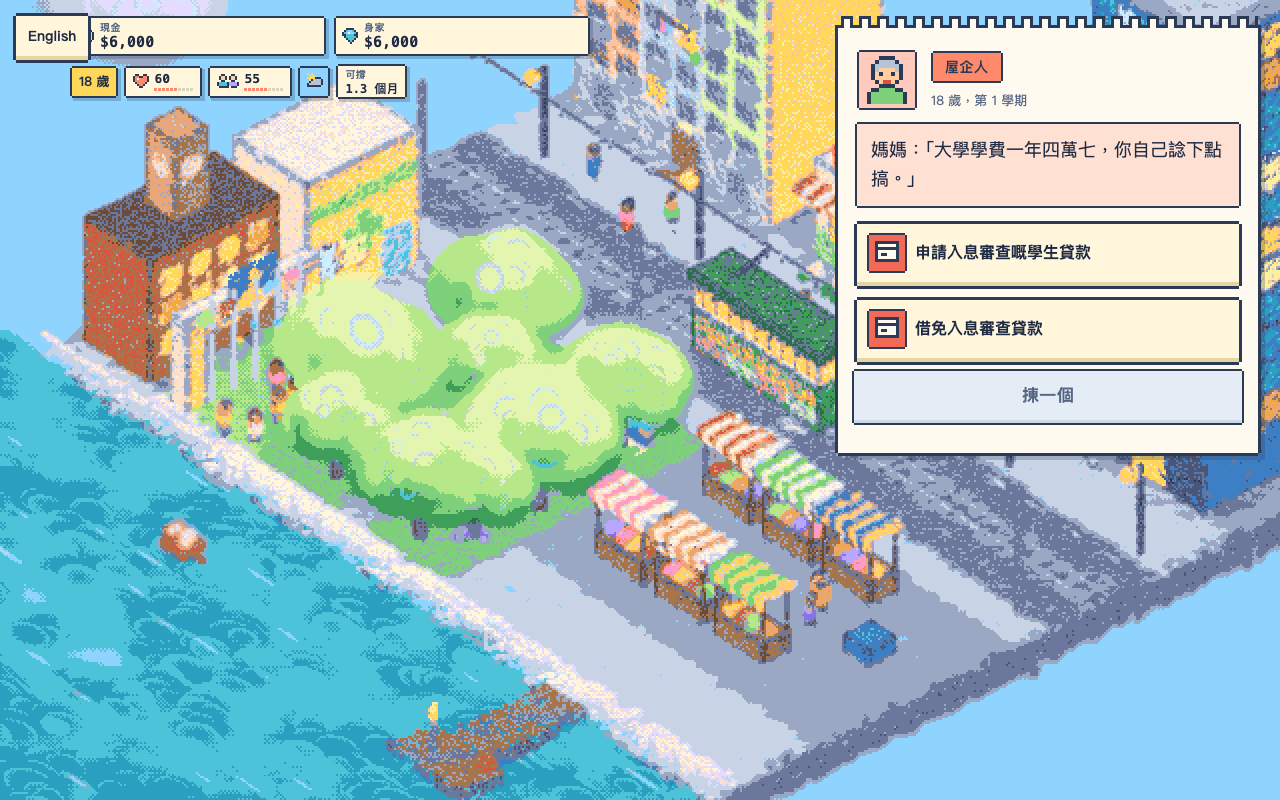 English
現金
$6,000
身家
$6,000
18 歲
60
55
可撐
1.3 個月
屋企人
18 歲，第 1 學期
媽媽：「大學學費一年四萬七，你自己諗下點
搞。」
申請入息審查嘅學生貸款
借免入息審查貸款
揀一個